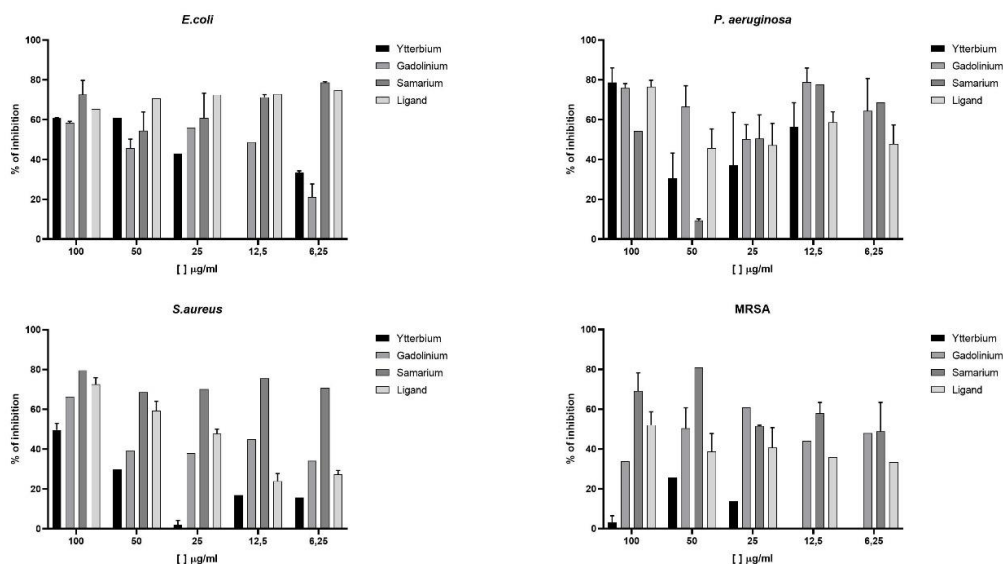 E.coli
100
80
60
40
20
0
% of inhibition
100 50 25 12,5 6,25
[ ] µg/ml
Ytterbium
Gadolinium
Samarium
Ligand
P. aeruginosa
100
80
60
40
20
0
% of inhibition
100 50 25 12,5 6,25
[ ] µg/ml
Ytterbium
Gadolinium
Samarium
Ligand
S.aureus
100
80
60
40
20
0
% of inhibition
100 50 25 12,5 6,25
[ ] µg/ml
Ytterbium
Gadolinium
Samarium
Ligand
MRSA
100
80
60
40
20
0
% of inhibition
100 50 25 12,5 6,25
[ ] µg/ml
Ytterbium
Gadolinium
Samarium
Ligand